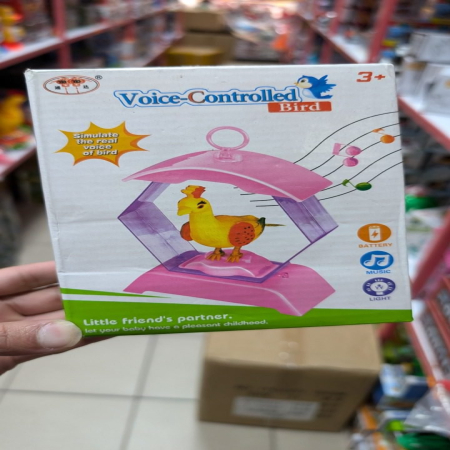 Voice-Controlled
Bird
3+
Simulate
the real
voice
of bird
BATTERY
MUSIC
LIGHT
Little friend's partner.
let your baby have a pleasant childhood.